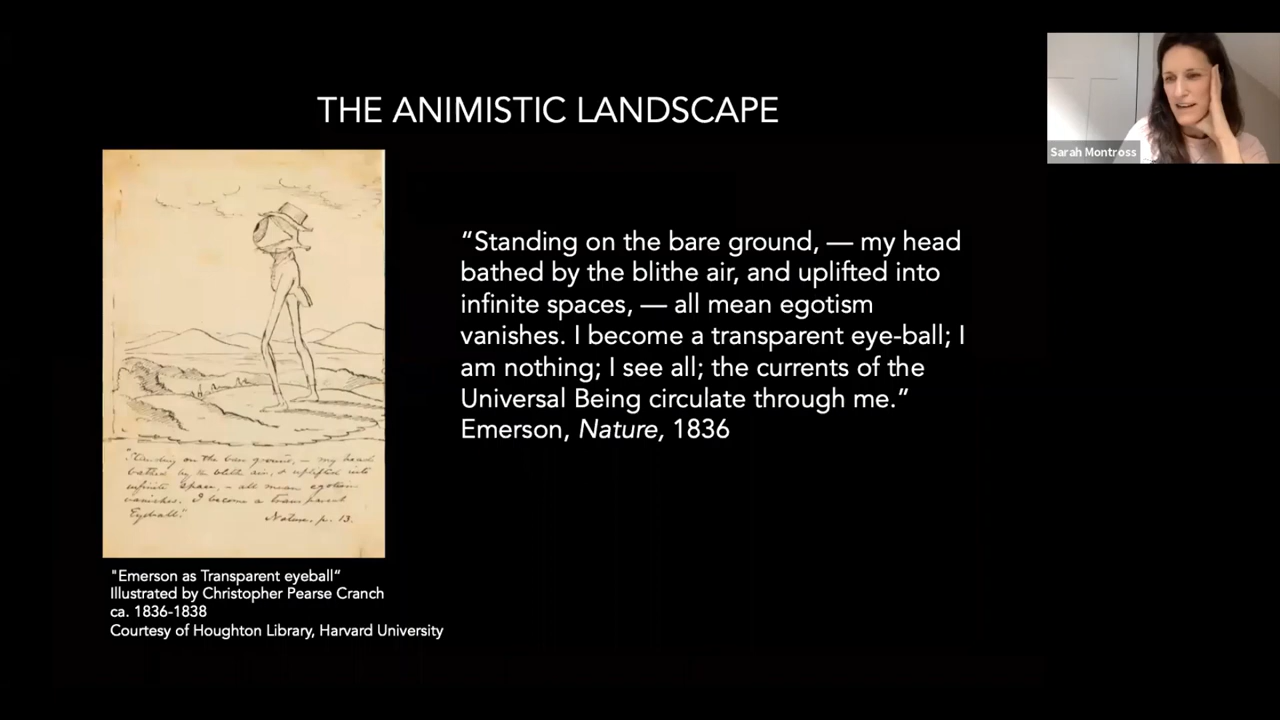 THE ANIMISTIC LANDSCAPE
Sarah Montross
“Standing on the bare ground, — my head
bathed by the blithe air, and uplifted into
infinite spaces, — all mean egotism
vanishes. I become a transparent eye-ball; I
am nothing; I see all; the currents of the
Universal Being circulate through me.“
Emerson, Nature, 1836
"Standing on the bare ground, – my head
bathed by the blithe air, & uplifted into
infinite space, – all mean egotism
vanishes. I become a transparent
Eyeball."
Nature, p. 13.
"Emerson as Transparent eyeball“
Illustrated by Christopher Pearse Cranch
ca. 1836-1838
Courtesy of Houghton Library, Harvard University